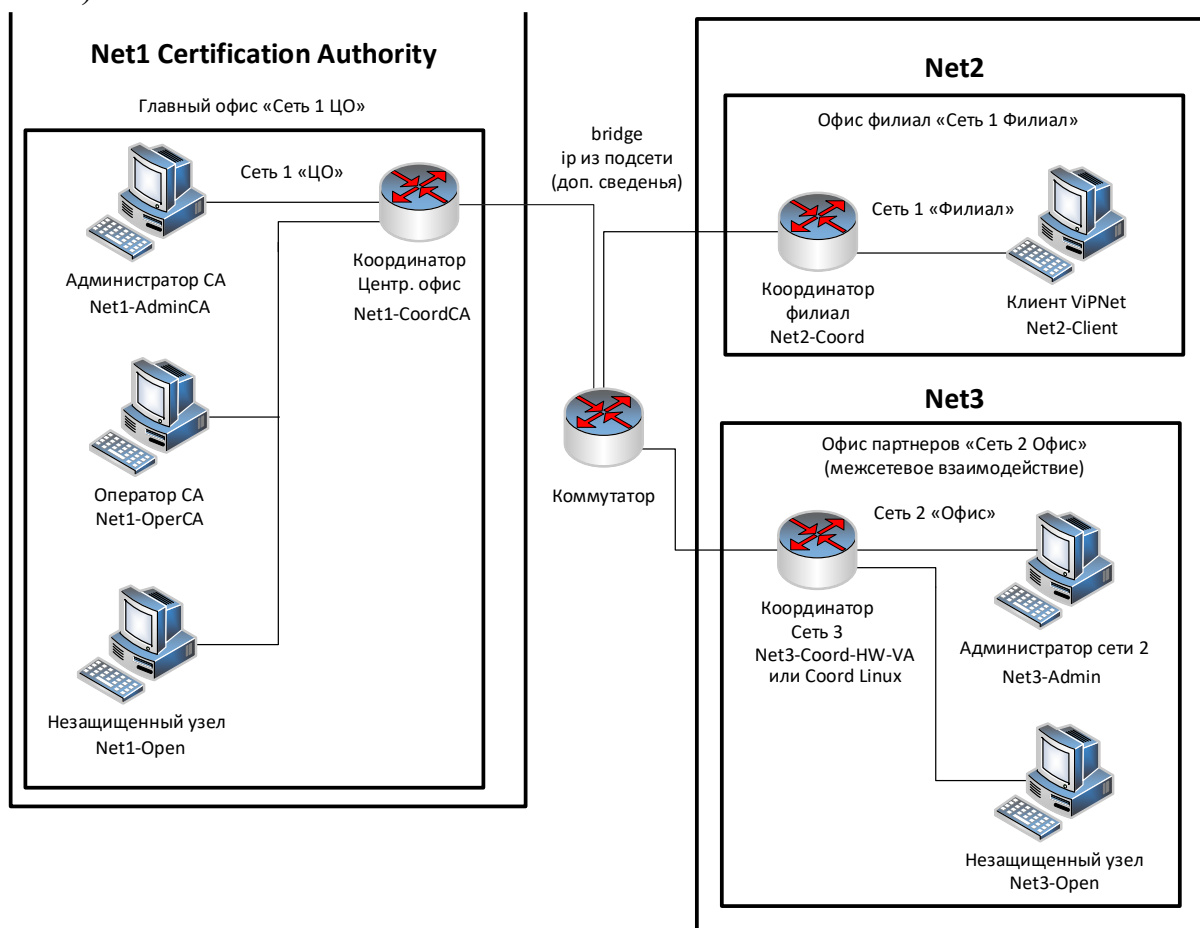 Net1 Certification Authority
Главный офис «Сеть 1 ЦО»
Сеть 1 «ЦО»
Администратор CA
Net1-AdminCA
Координатор
Центр. офис
Net1-CoordCA
Оператор CA
Net1-OperCA
Незащищенный узел
Net1-Open
bridge
ip из подсети
(доп. сведенья)
Коммутатор
Net2
Офис филиал «Сеть 1 Филиал»
Сеть 1 «Филиал»
Координатор
филиал
Net2-Coord
Клиент ViPNet
Net2-Client
Net3
Офис партнеров «Сеть 2 Офис»
(межсетевое взаимодействие)
Сеть 2 «Офис»
Координатор
Сеть 3
Net3-Coord-HW-VA
или Coord Linux
Администратор сети 2
Net3-Admin
Незащищенный узел
Net3-Open